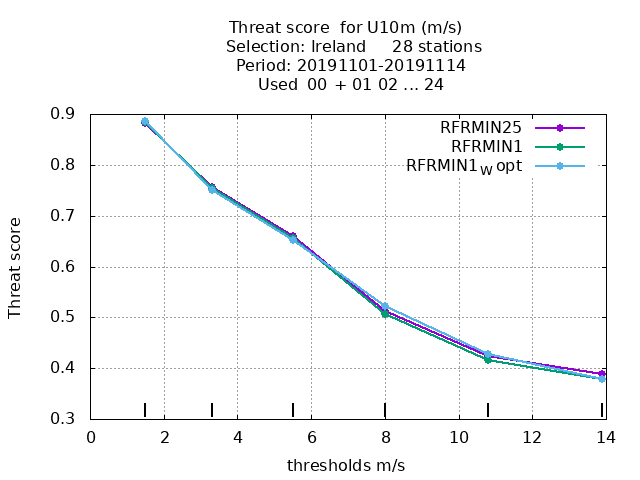 Threat score  for U10m (m/s)
Selection: Ireland     28 stations
Period: 20191101-20191114
Used  00 + 01 02 ... 24
RFRMIN25
RFRMIN1
RFRMIN1w opt
0.9
0.8
0.7
0.6
0.5
0.4
0.3
Threat score
0 2 4 6 8 10 12 14
thresholds m/s